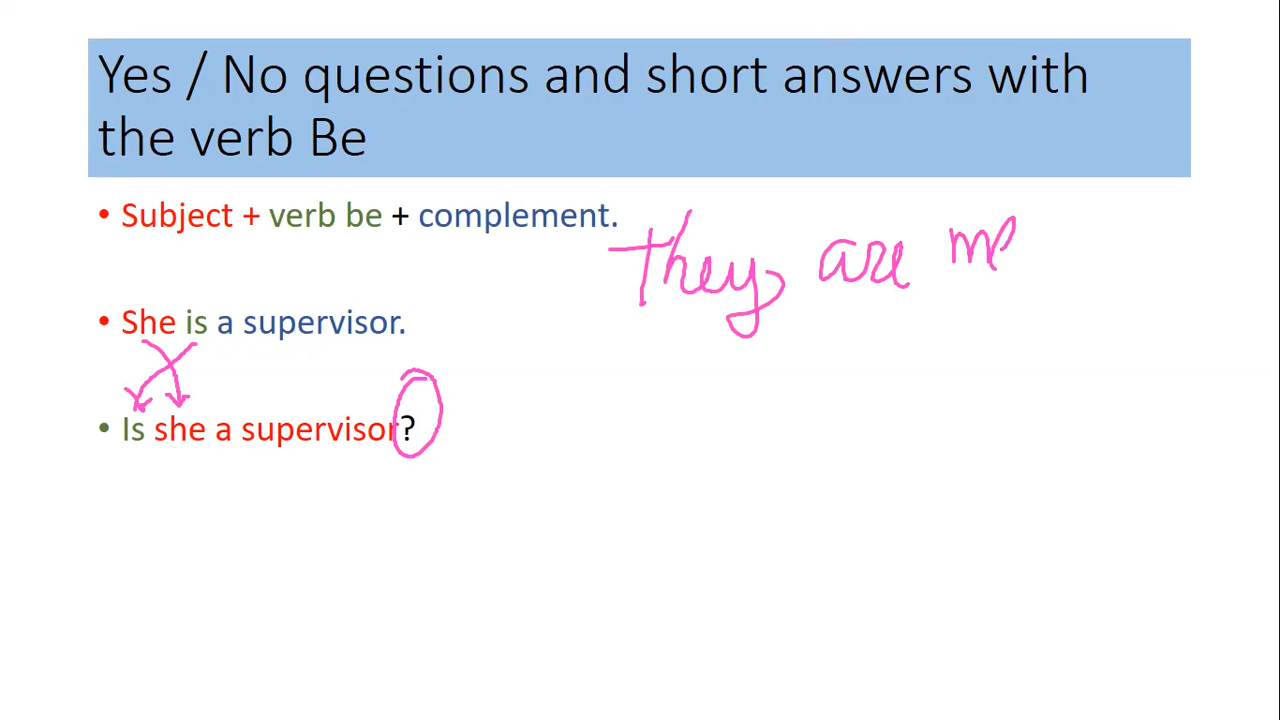 Yes / No questions and short answers with
the verb Be
• Subject + verb be + complement.
They are
• She is a supervisor.
• Is she a supervisor?